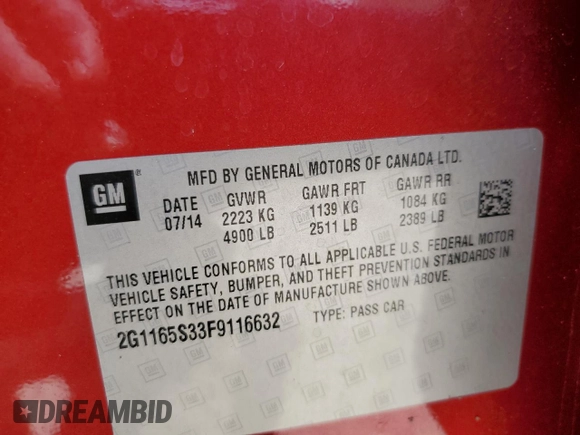 GM
MFD BY GENERAL MOTORS OF CANADA LTD.
DATE GVWR GAWR FRT GAWR RR
07/14 2223 KG 1139 KG 1084 KG
4900 LB 2511 LB 2389 LB
THIS VEHICLE CONFORMS TO ALL APPLICABLE U.S. FEDERAL MOTOR
VEHICLE SAFETY, BUMPER, AND THEFT PREVENTION STANDARDS IN
EFFECT ON THE DATE OF MANUFACTURE SHOWN ABOVE.
2G1165S33F9116632 TYPE: PASS CAR
DREAMBID